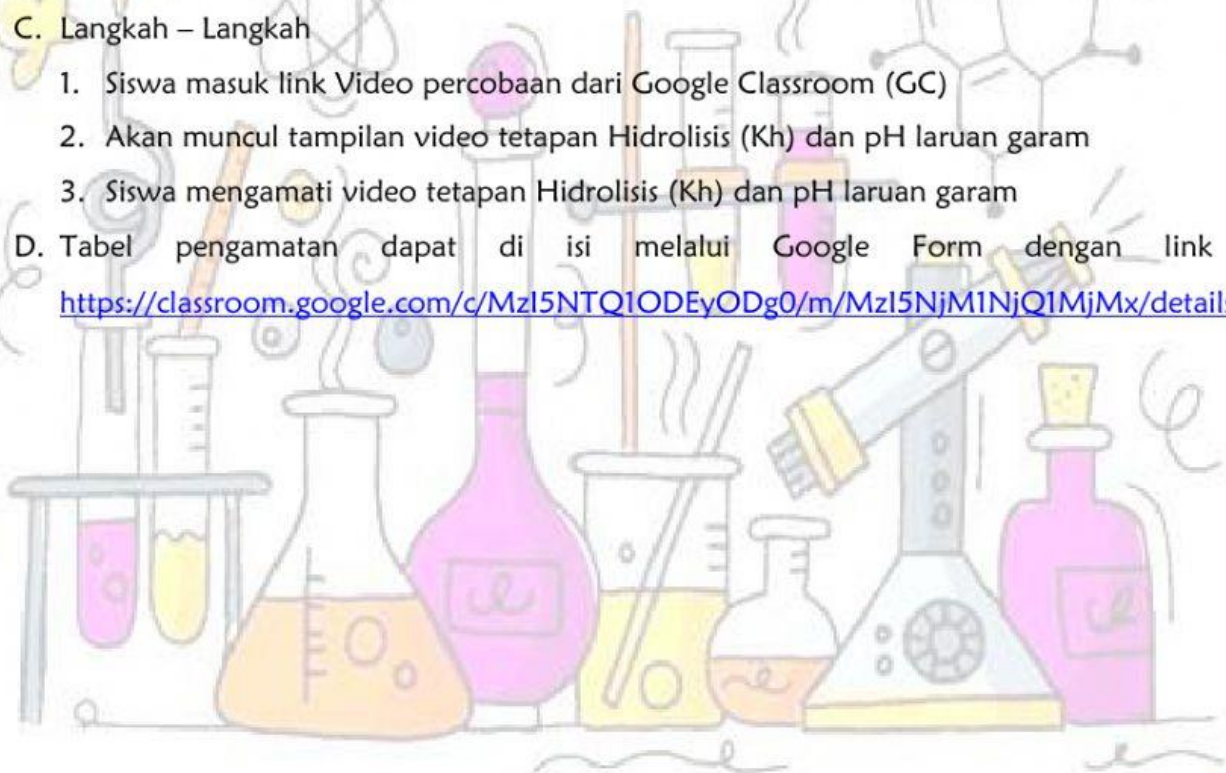 C. Langkah – Langkah
1. Siswa masuk link Video percobaan dari Google Classroom (GC)
2. Akan muncul tampilan video tetapan Hidrolisis (Kh) dan pH laruan garam
3. Siswa mengamati video tetapan Hidrolisis (Kh) dan pH laruan garam
D. Tabel pengamatan dapat di isi melalui Google Form dengan link
https://classroom.google.com/c/MzI5NTQ1ODEyODg0/m/MzI5NjM1NjQ1MjMx/details